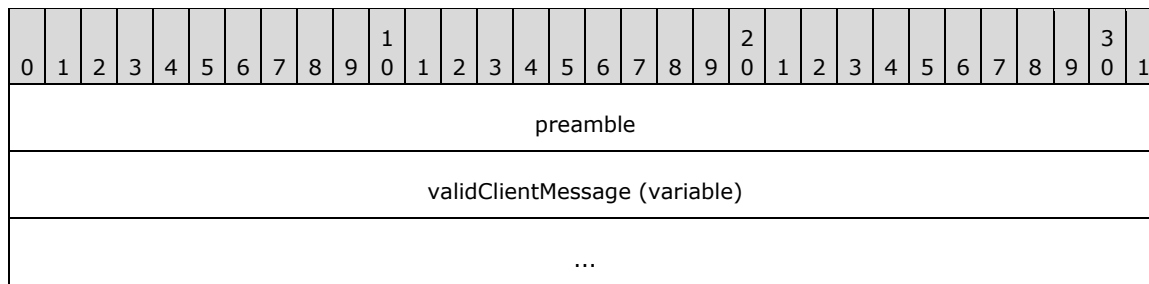 1 2 3
0 1 2 3 4 5 6 7 8 9 0 1 2 3 4 5 6 7 8 9 0 1 2 3 4 5 6 7 8 9 0 1
preamble
validClientMessage (variable)
...